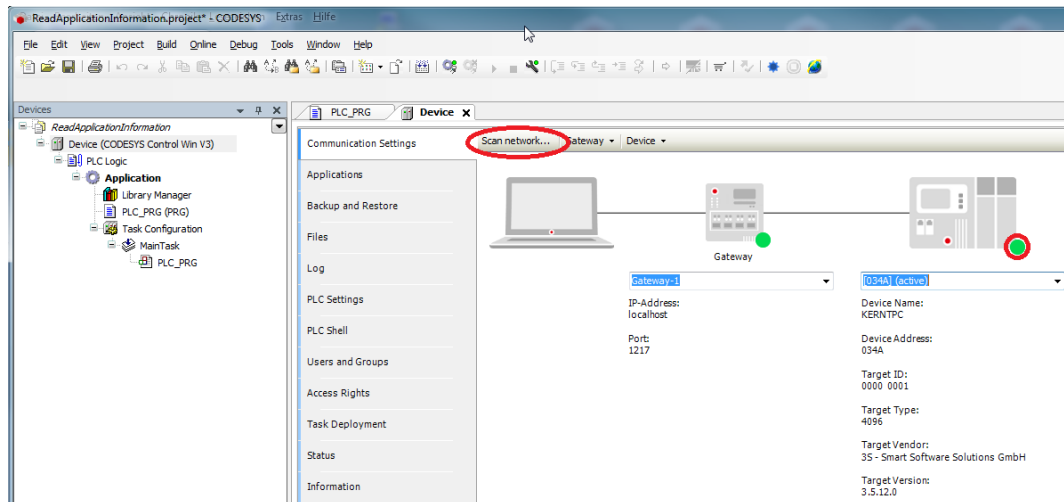 ReadApplicationInformation.project* - CODESYS Extras Hilfe
File Edit View Project Build Online Debug Tools Window Help
Devices
ReadApplicationInformation
Device (CODESYS Control Win V3)
PLC Logic
Application
Library Manager
PLC_PRG (PRG)
Task Configuration
MainTask
PLC_PRG
PLC_PRG Device
Communication Settings
Applications
Backup and Restore
Files
Log
PLC Settings
PLC Shell
Users and Groups
Access Rights
Task Deployment
Status
Information
Scan network... Gateway Device
Gateway
Gateway-1
IP-Address:
localhost
Port:
1217
[034A] (active)
Device Name:
KERNTPC
Device Address:
034A
Target ID:
0000 0001
Target Type:
4096
Target Vendor:
3S - Smart Software Solutions GmbH
Target Version:
3.5.12.0